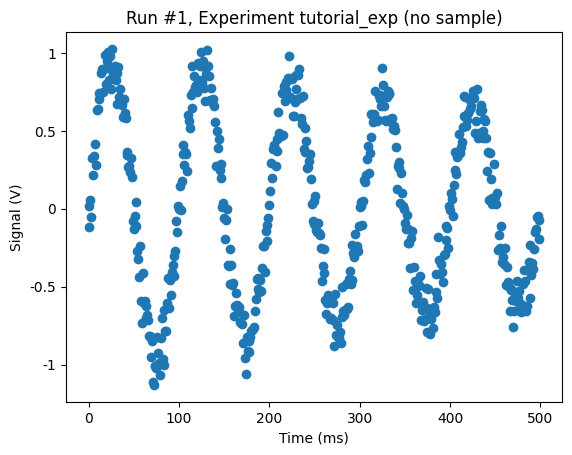 Run #1, Experiment tutorial_exp (no sample)
1
0.5
0
-0.5
-1
Signal (V)
0 100 200 300 400 500
Time (ms)